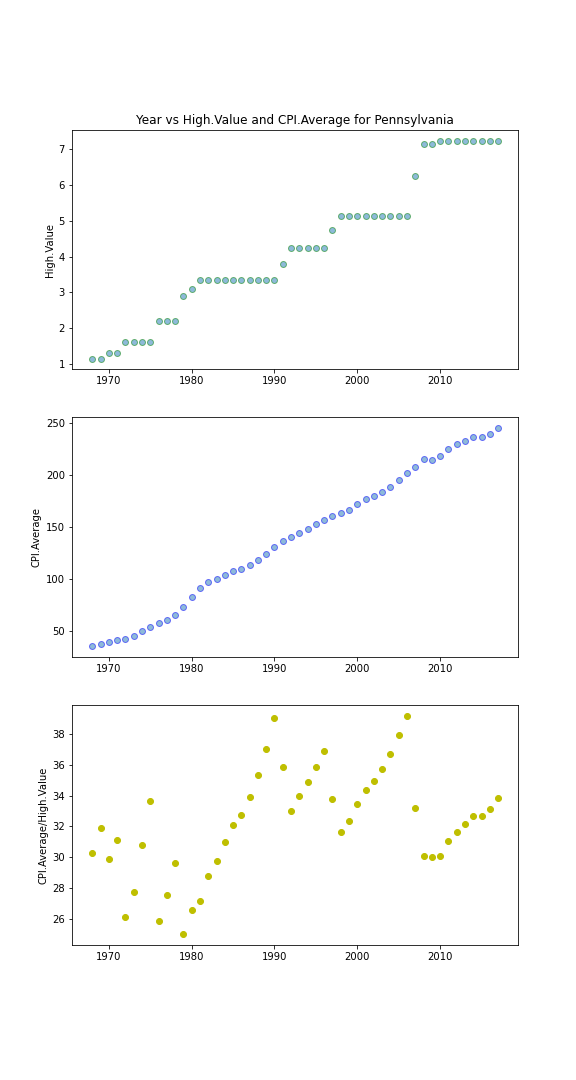 Year vs High.Value and CPI.Average for Pennsylvania
High.Value
7
6
5
4
3
2
1
1970 1980 1990 2000 2010
CPI.Average
250
200
150
100
50
1970 1980 1990 2000 2010
CPI.Average/High.Value
38
36
34
32
30
28
26
1970 1980 1990 2000 2010